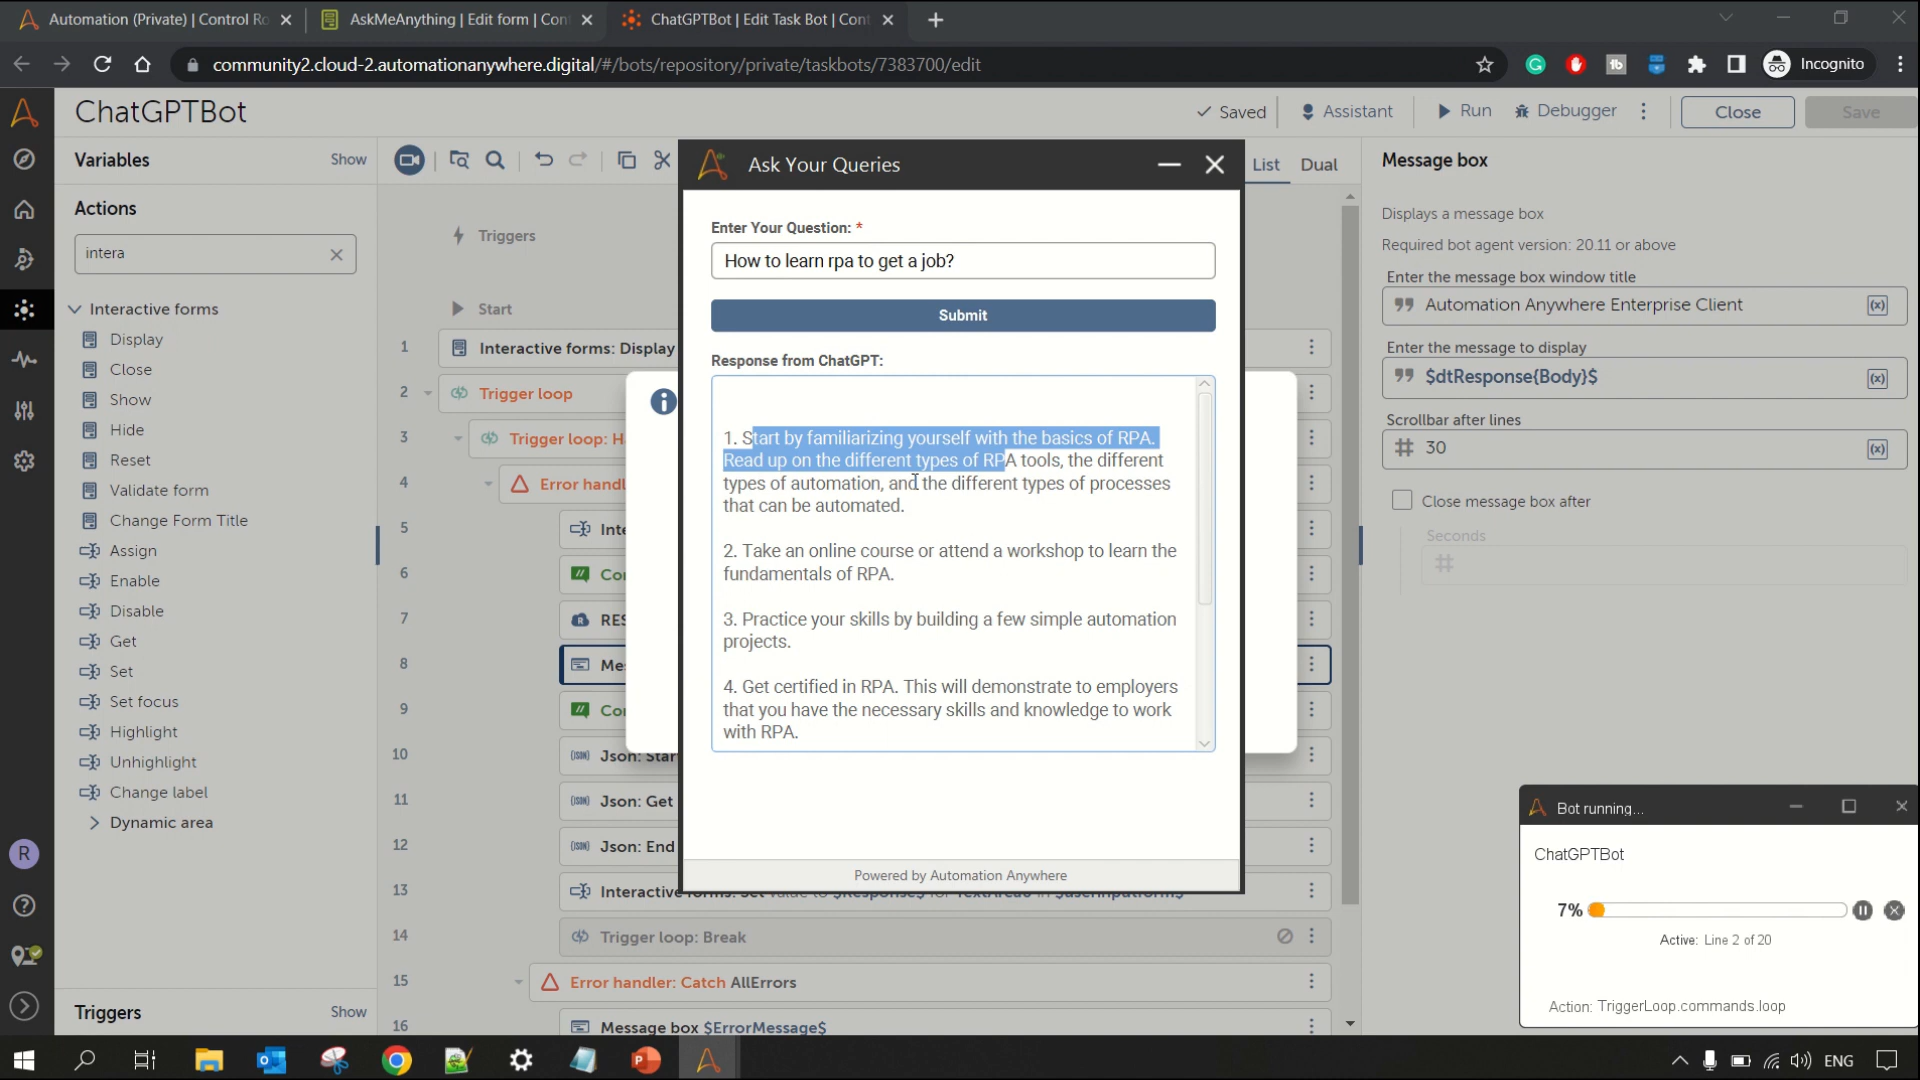 Automation (Private) | Control Ro
AskMeAnything | Edit form | Con
ChatGPTBot | Edit Task Bot | Cont
community2.cloud-2.automationanywhere.digital/#/bots/repository/private/taskbots/7383700/edit
Incognito
ChatGPTBot
Saved
Assistant
Run
Debugger
Close
Save
Variables
Show
List
Dual
Actions
intera
Interactive forms
Display
Close
Show
Hide
Reset
Validate form
Change Form Title
Assign
Enable
Disable
Get
Set
Set focus
Highlight
Unhighlight
Change label
Dynamic area
Triggers
Show
Triggers
Start
1 Interactive forms: Display
2 Trigger loop
3 Trigger loop: H
4 Error handl
5 Inte
6 Co
7 RES
8 Me
9 Co
10 Json: Star
11 Json: Get
12 Json: End
13
14 Trigger loop: Break
15 Error handler: Catch AllErrors
16 Message box $ErrorMessage$
Ask Your Queries
Enter Your Question: *
How to learn rpa to get a job?
Submit
Response from ChatGPT:
1. Start by familiarizing yourself with the basics of RPA.
Read up on the different types of RPA tools, the different
types of automation, and the different types of processes
that can be automated.
2. Take an online course or attend a workshop to learn the
fundamentals of RPA.
3. Practice your skills by building a few simple automation
projects.
4. Get certified in RPA. This will demonstrate to employers
that you have the necessary skills and knowledge to work
with RPA.
Powered by Automation Anywhere
Message box
Displays a message box
Required bot agent version: 20.11 or above
Enter the message box window title
Automation Anywhere Enterprise Client
(x)
Enter the message to display
$dtResponse{Body}$
(x)
Scrollbar after lines
# 30
(x)
Close message box after
Seconds
#
Bot running...
ChatGPTBot
7%
Active: Line 2 of 20
Action: TriggerLoop.commands.loop
R
ENG